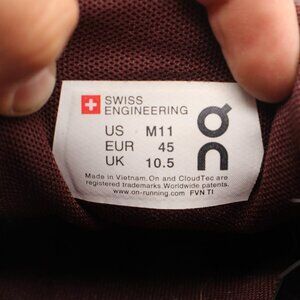 SWISS
ENGINEERING
US M11
EUR 45
UK 10.5
on
Made in Vietnam. On and CloudTec are
registered trademarks. Worldwide patents.
www.on-running.com FVN TI